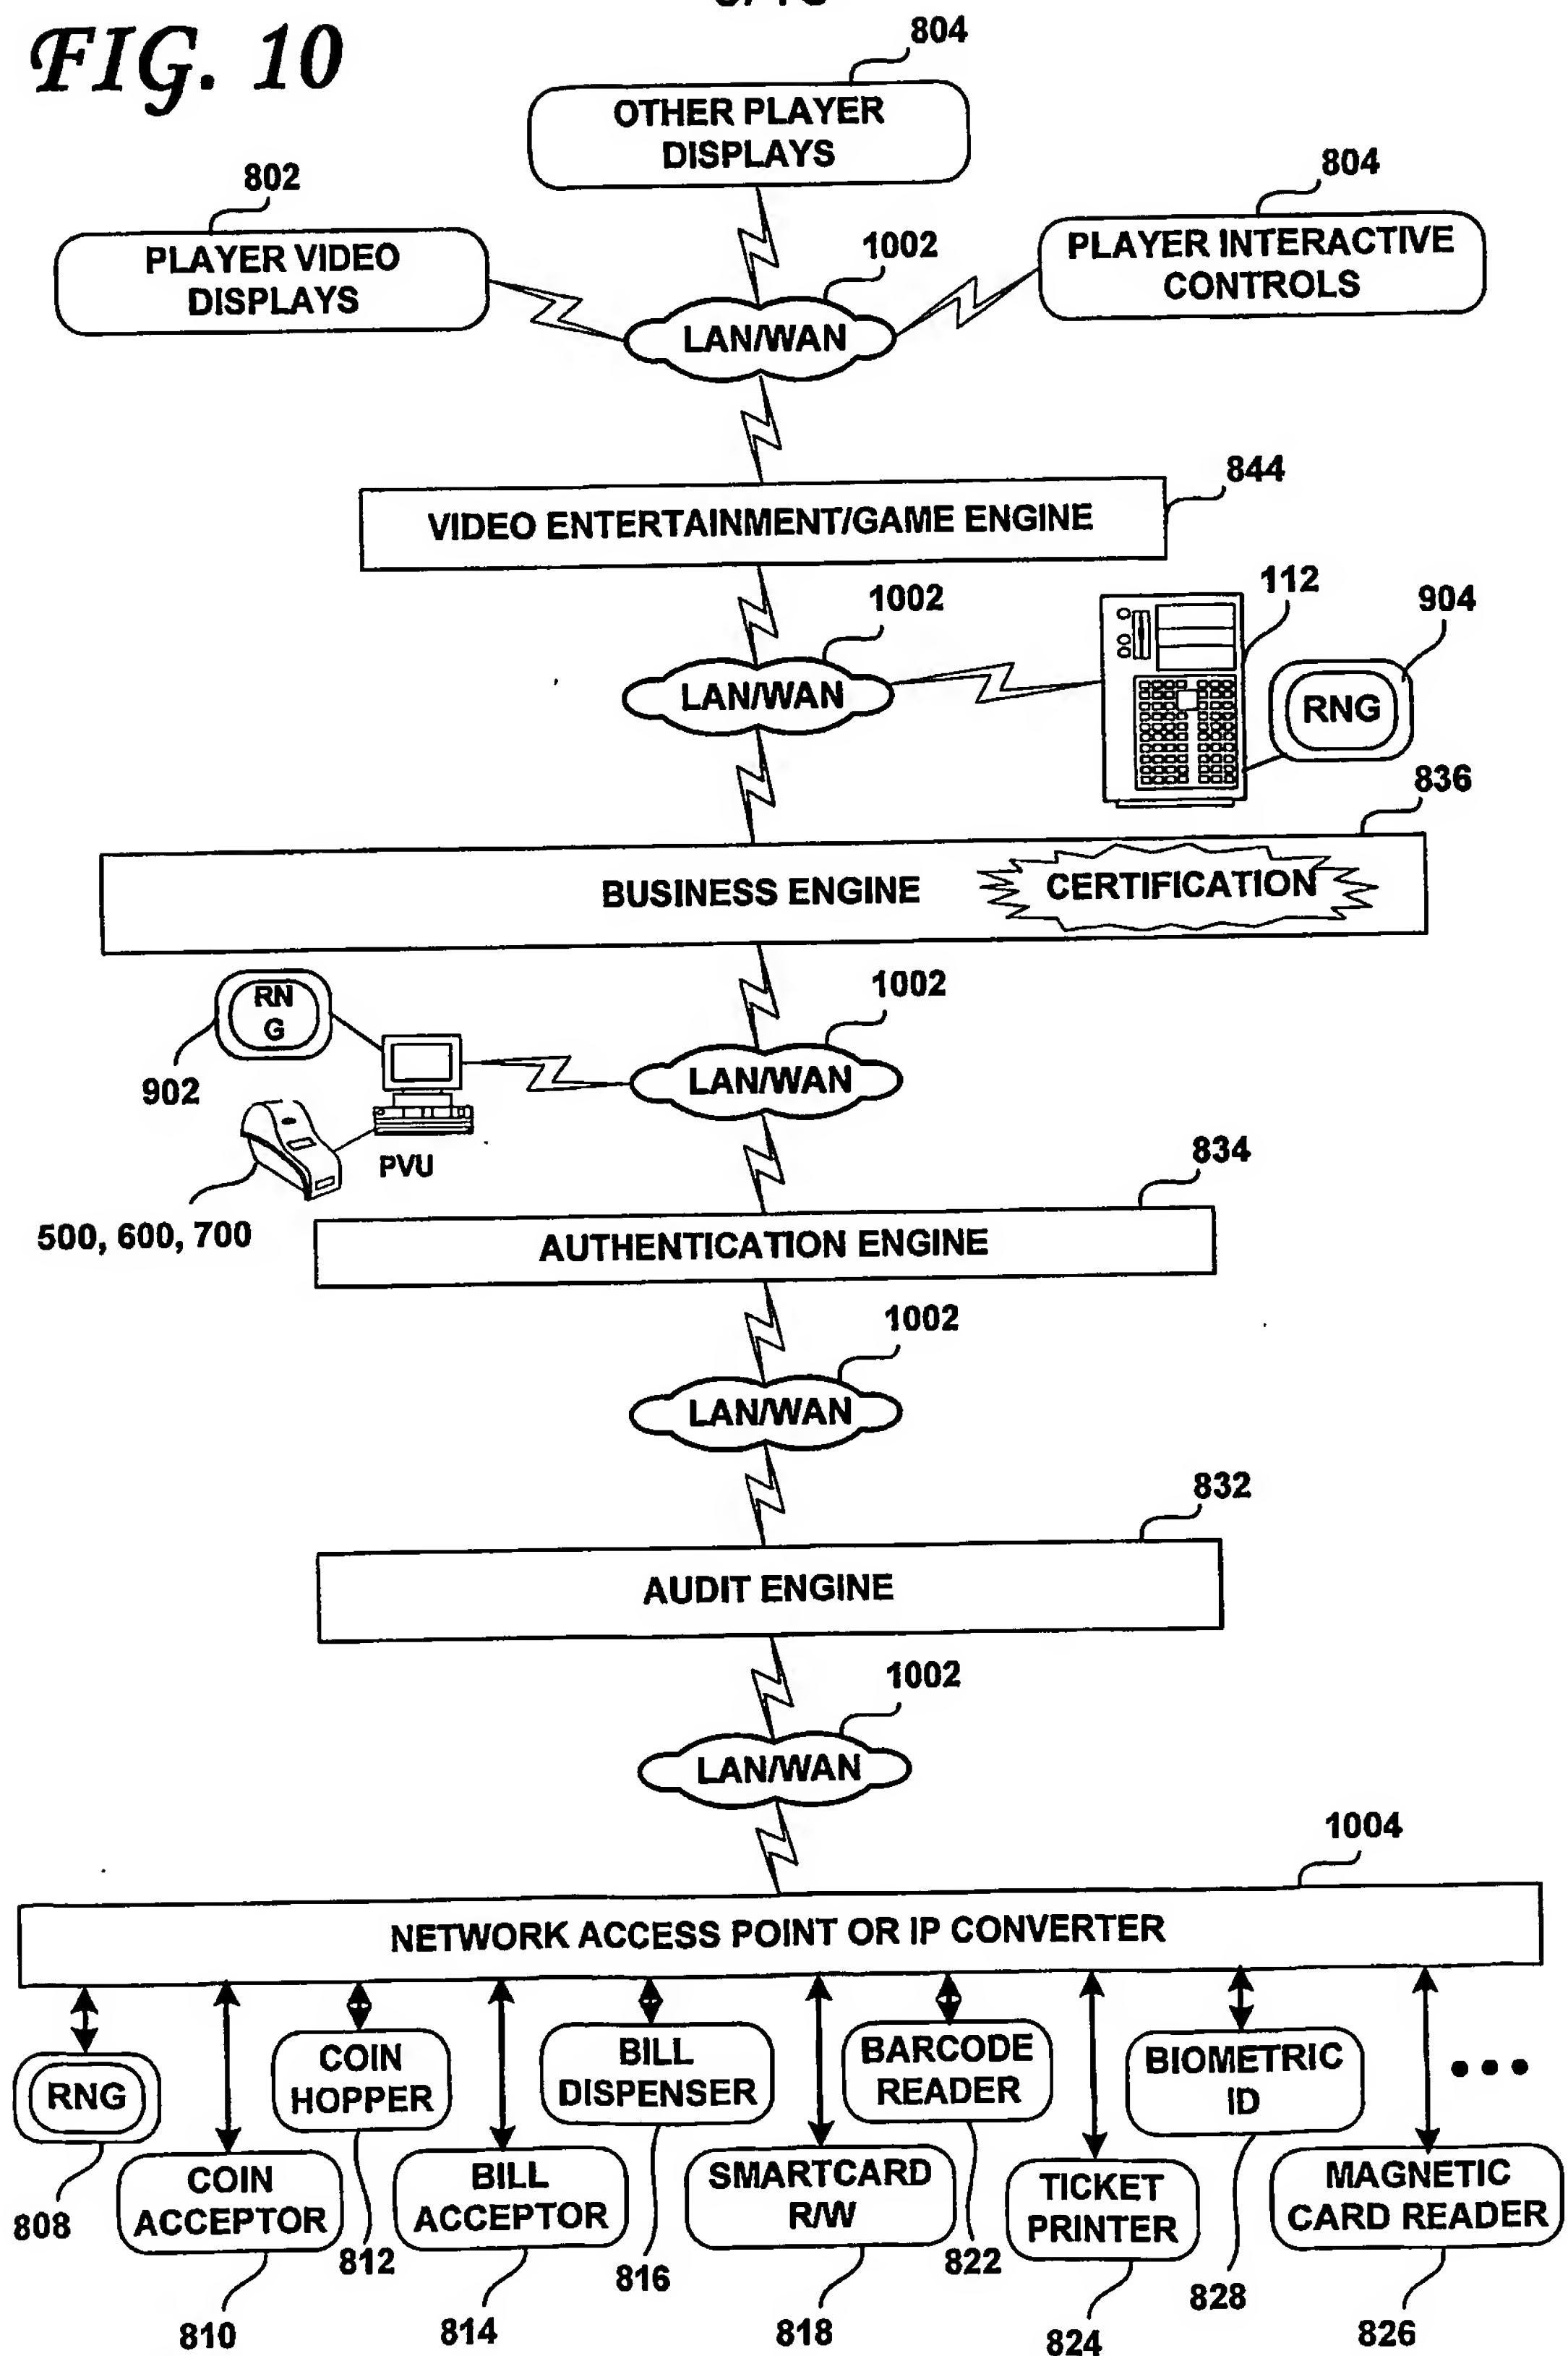 FIG. 10
804
OTHER PLAYER
DISPLAYS
802
PLAYER VIDEO
DISPLAYS
804
PLAYER INTERACTIVE
CONTROLS
1002
LAN/WAN
844
VIDEO ENTERTAINMENT/GAME ENGINE
1002
LAN/WAN
112
904
RNG
836
BUSINESS ENGINE
CERTIFICATION
RN
G
902
1002
LAN/WAN
PVU
500, 600, 700
834
AUTHENTICATION ENGINE
1002
LAN/WAN
832
AUDIT ENGINE
1002
LAN/WAN
1004
NETWORK ACCESS POINT OR IP CONVERTER
RNG
808
COIN
ACCEPTOR
810
COIN
HOPPER
812
BILL
ACCEPTOR
814
BILL
DISPENSER
816
SMARTCARD
R/W
818
BARCODE
READER
822
TICKET
PRINTER
824
BIOMETRIC
ID
828
MAGNETIC
CARD READER
826
•••